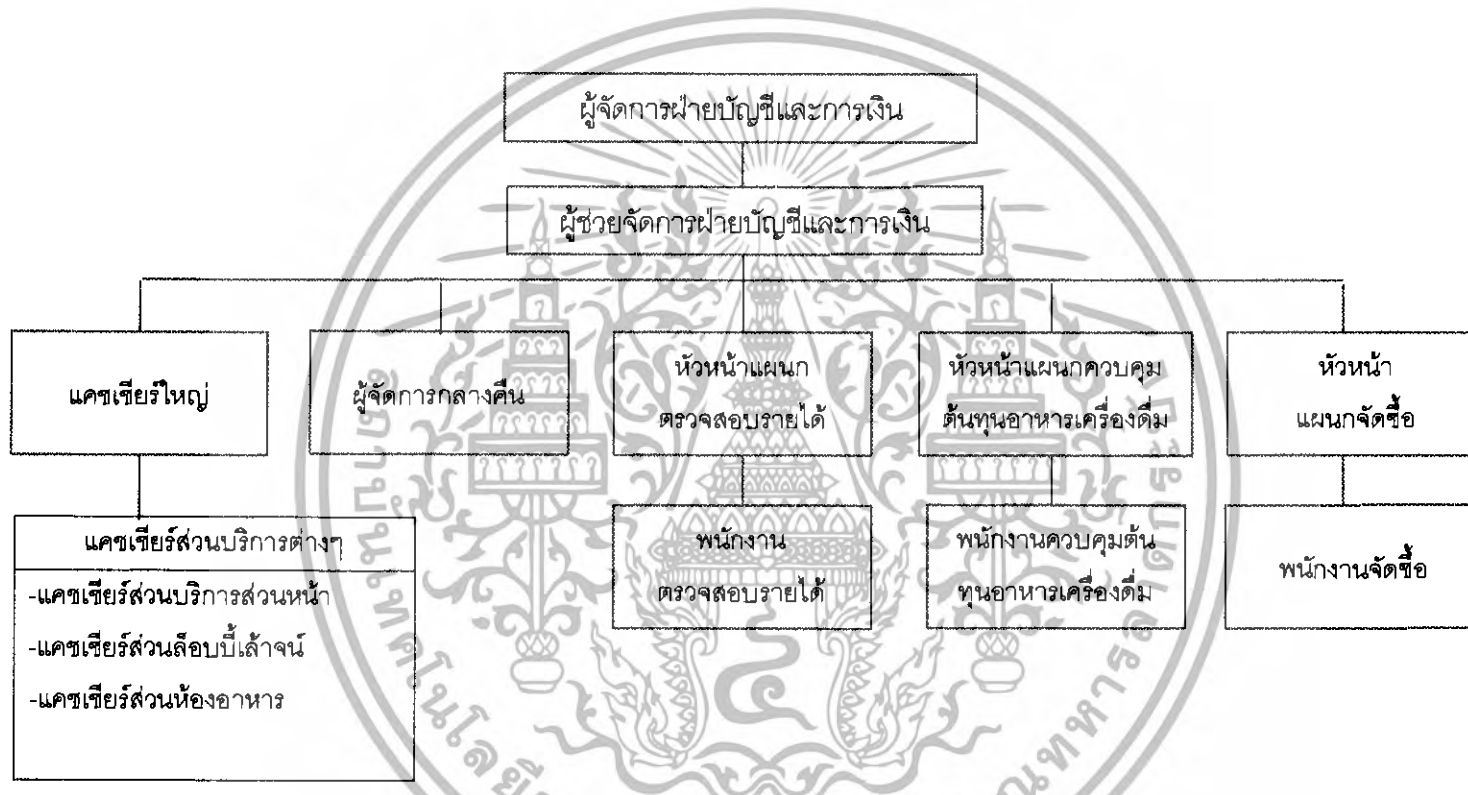 ผู้จัดการฝ่ายบัญชีและการเงิน
ผู้ช่วยจัดการฝ่ายบัญชีและการเงิน
แคชเชียร์ใหญ่
ผู้จัดการกลางคืน
หัวหน้าแผนก
ตรวจสอบรายได้
หัวหน้าแผนกควบคุม
ต้นทุนอาหารเครื่องดื่ม
หัวหน้า
แผนกจัดซื้อ
แคชเชียร์ส่วนบริการต่างๆ
-แคชเชียร์ส่วนบริการส่วนหน้า
-แคชเชียร์ส่วนล็อบบี้เล้าจน์
-แคชเชียร์ส่วนห้องอาหาร
พนักงาน
ตรวจสอบรายได้
พนักงานควบคุมต้น
ทุนอาหารเครื่องดื่ม
พนักงานจัดซื้อ